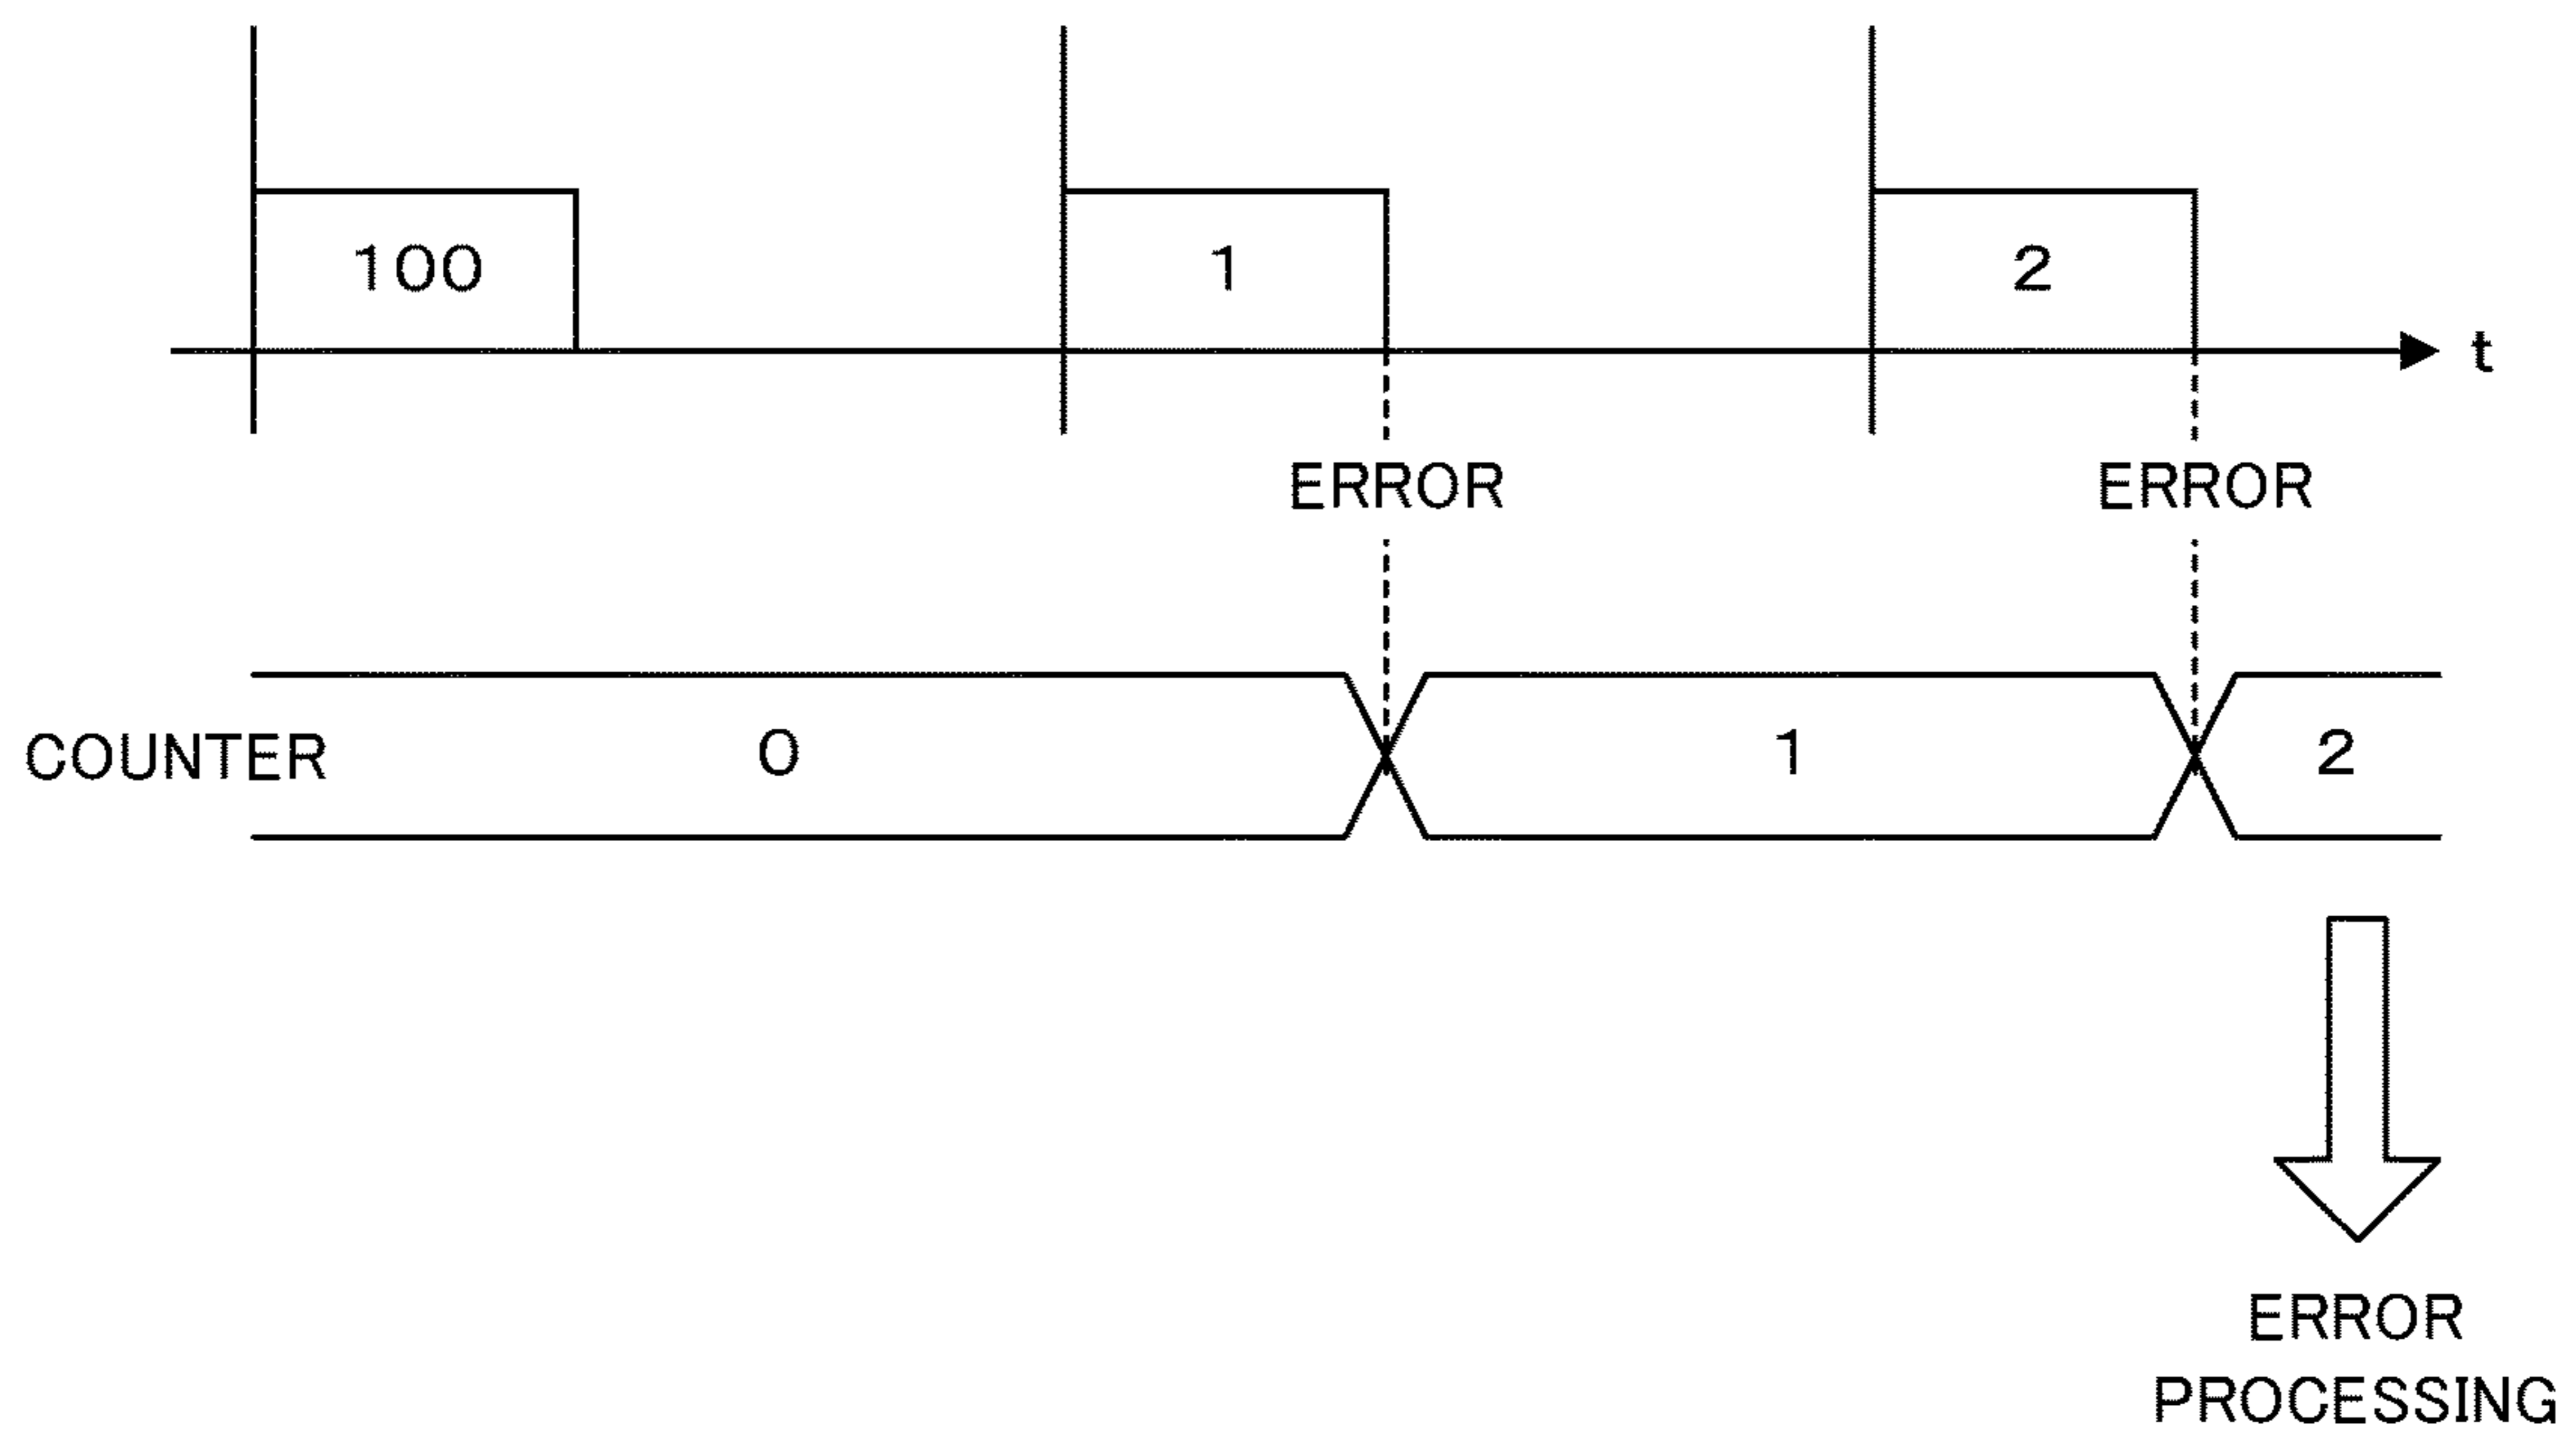 100 1 2
t
ERROR ERROR
COUNTER 0 1 2
ERROR
PROCESSING